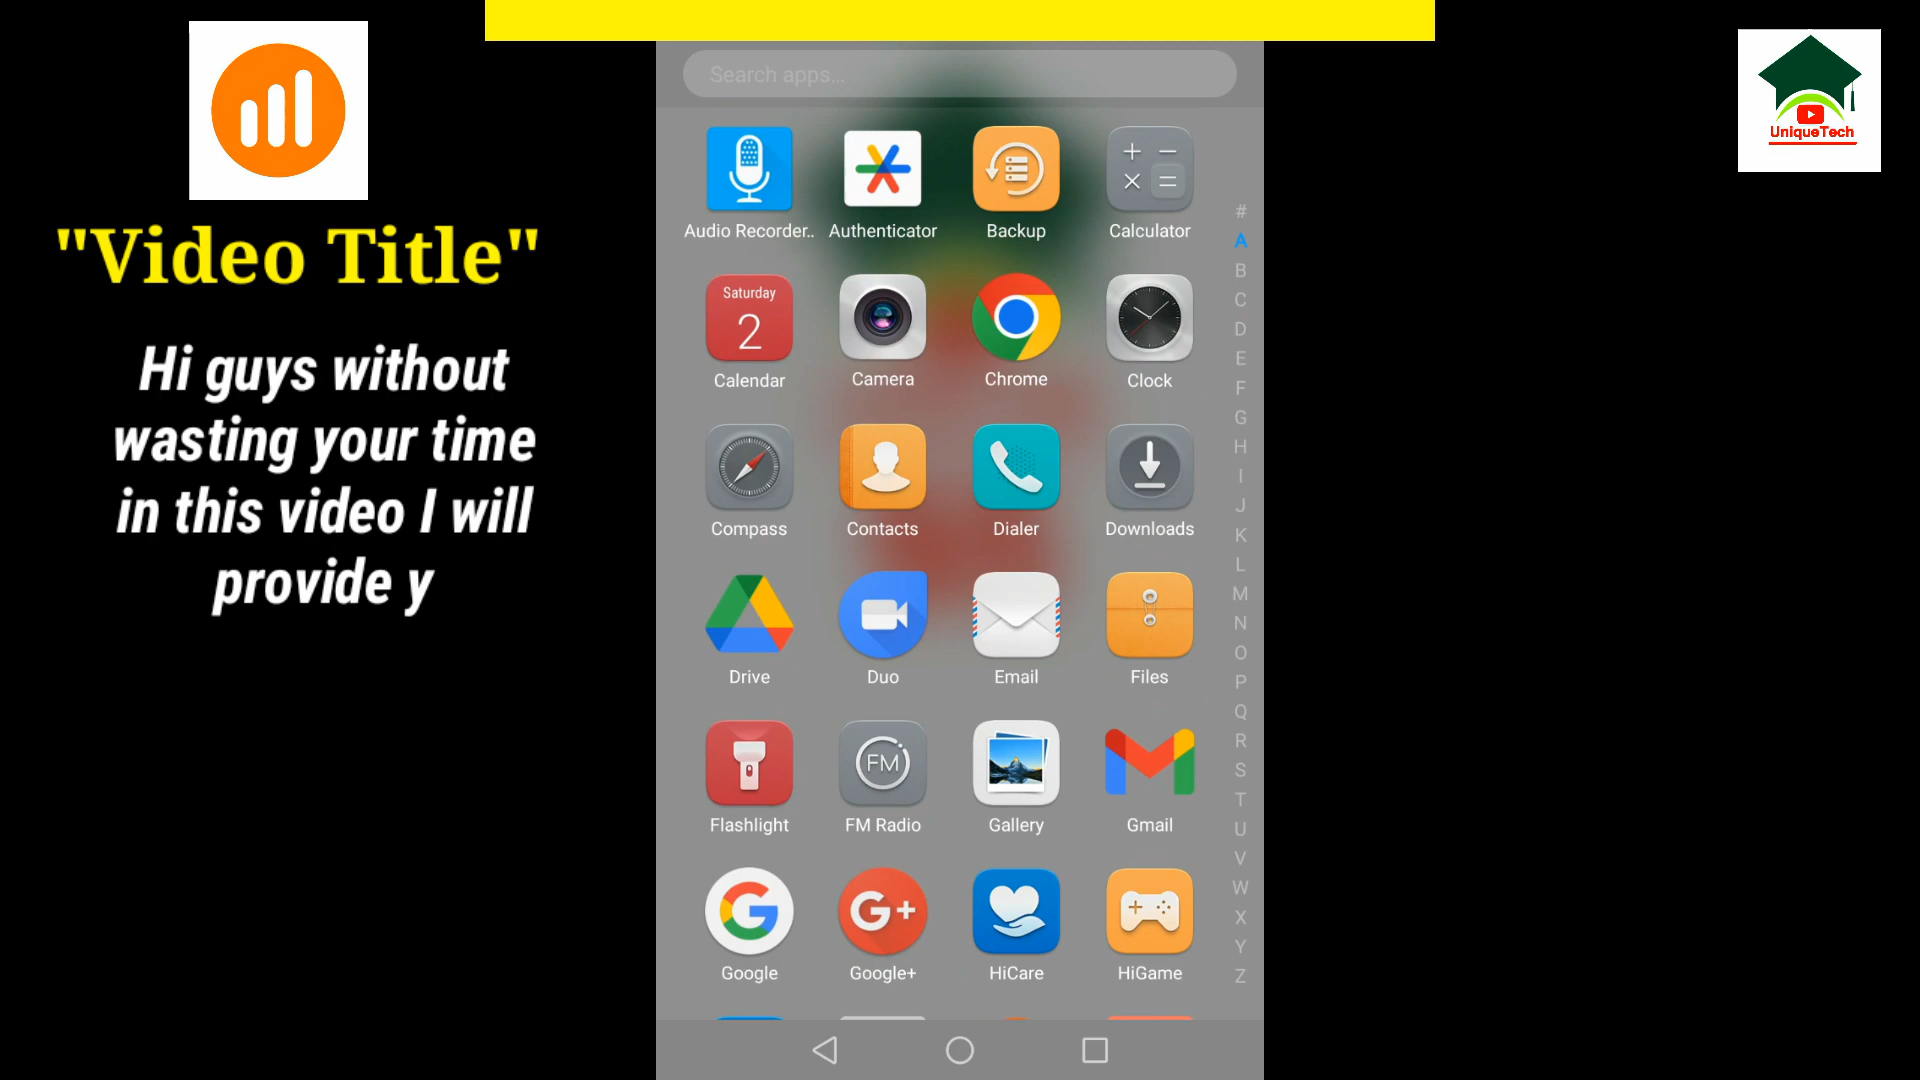 "Video Title"
Hi guys without
wasting your time
in this video I will
provide y
Search apps...
Audio Recorder..
Authenticator
Backup
Calculator
Saturday
2
Calendar
Camera
Chrome
Clock
Compass
Contacts
Dialer
Downloads
Drive
Duo
Email
Files
FM
Flashlight
FM Radio
Gallery
Gmail
G
G+
Google
Google+
HiCare
HiGame
#
A
B
C
D
E
F
G
H
I
J
K
L
M
N
O
P
Q
R
S
T
U
V
W
X
Y
Z
UniqueTech